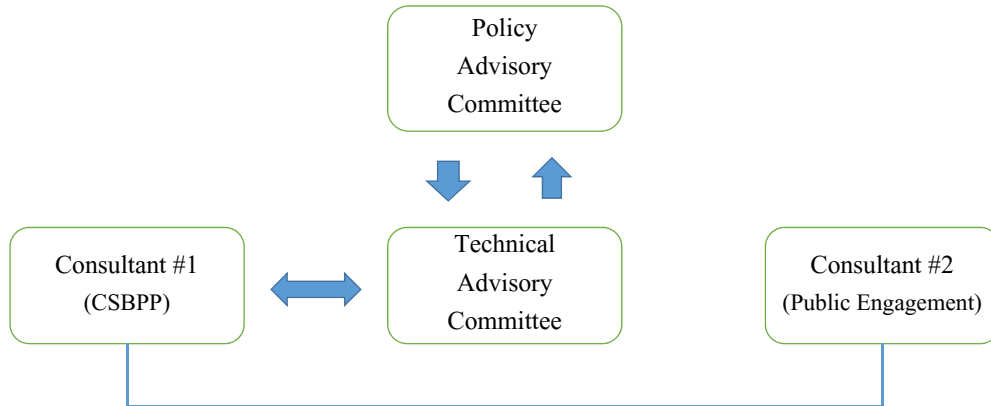 Policy
Advisory
Committee
Consultant #1
(CSBPP)
Technical
Advisory
Committee
Consultant #2
(Public Engagement)